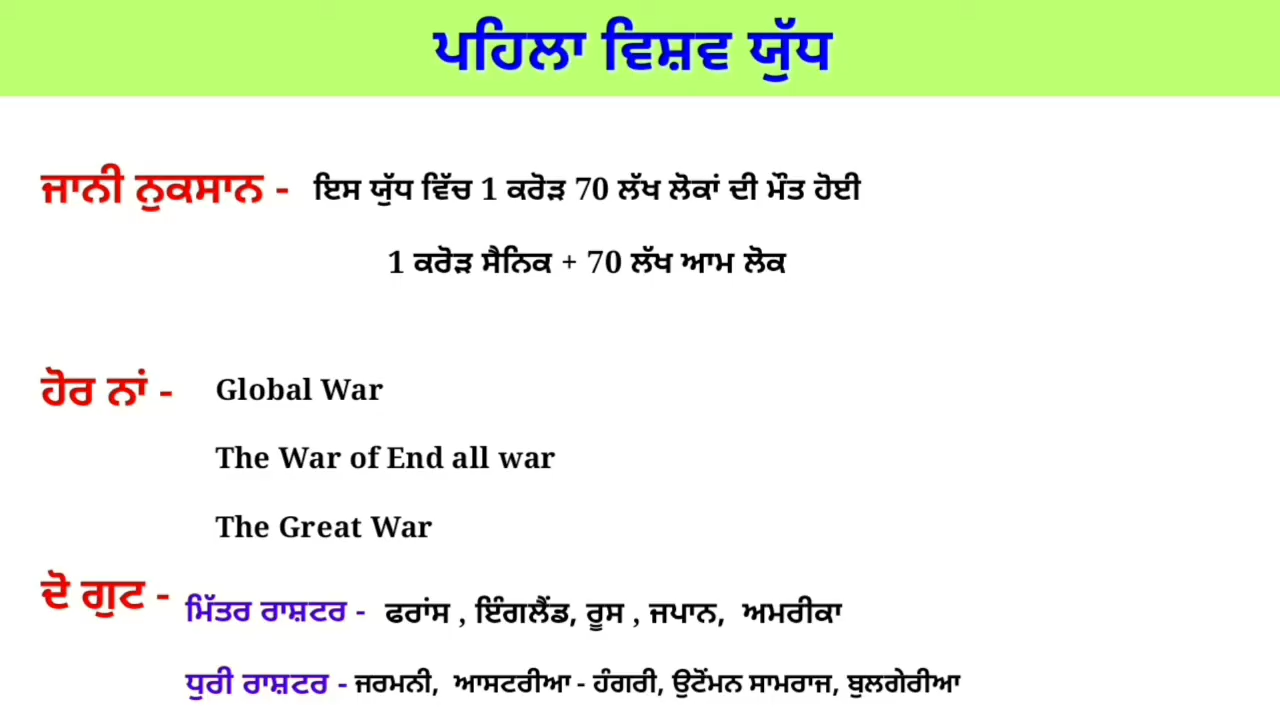 ਪਹਿਲਾ ਵਿਸ਼ਵ ਯੁੱਧ
ਜਾਨੀ ਨੁਕਸਾਨ - ਇਸ ਯੁੱਧ ਵਿੱਚ 1 ਕਰੋੜ 70 ਲੱਖ ਲੋਕਾਂ ਦੀ ਮੌਤ ਹੋਈ
1 ਕਰੋੜ ਸੈਨਿਕ + 70 ਲੱਖ ਆਮ ਲੋਕ
ਹੋਰ ਨਾਂ - Global War
The War of End all war
The Great War
ਦੋ ਗੁਟ - ਮਿੱਤਰ ਰਾਸ਼ਟਰ - ਫਰਾਂਸ , ਇੰਗਲੈਂਡ, ਰੂਸ , ਜਪਾਨ, ਅਮਰੀਕਾ
ਧੁਰੀ ਰਾਸ਼ਟਰ - ਜਰਮਨੀ, ਆਸਟਰੀਆ - ਹੰਗਰੀ, ਉਟੋੰਮਨ ਸਾਮਰਾਜ, ਬੁਲਗੇਰੀਆ